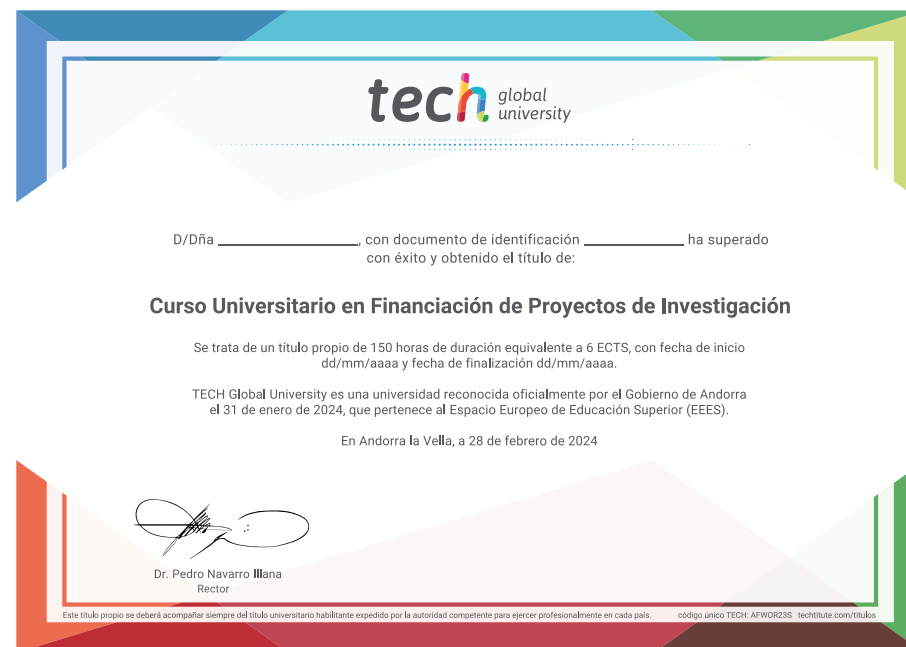 tech global university
D/Dña ____________________, con documento de identificación ______________ ha superado
con éxito y obtenido el título de:
Curso Universitario en Financiación de Proyectos de Investigación
Se trata de un título propio de 150 horas de duración equivalente a 6 ECTS, con fecha de inicio
dd/mm/aaaa y fecha de finalización dd/mm/aaaa.
TECH Global University es una universidad reconocida oficialmente por el Gobierno de Andorra
el 31 de enero de 2024, que pertenece al Espacio Europeo de Educación Superior (EEES).
En Andorra la Vella, a 28 de febrero de 2024
Dr. Pedro Navarro Illana
Rector
Este título propio se deberá acompañar siempre del título universitario habilitante expedido por la autoridad competente para ejercer profesionalmente en cada país. código único TECH: AFWOR23S techtitute.com/titulos